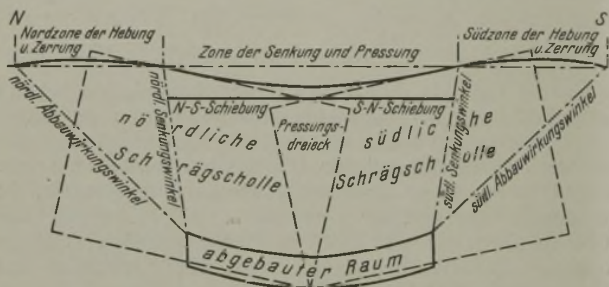 N
S
Nordzone der Hebung
u. Zerrung
Zone der Senkung und Pressung
Südzone der Hebung
u. Zerrung
nördl. Abbauwirkungswinkel
nördl. Senkungswinkel
N-S-Schiebung
S-N-Schiebung
nördliche
Schrägscholle
Pressungs-
dreieck
südliche
Schrägscholle
südl. Senkungswinkel
südl. Abbauwirkungswinkel
abgebauter Raum